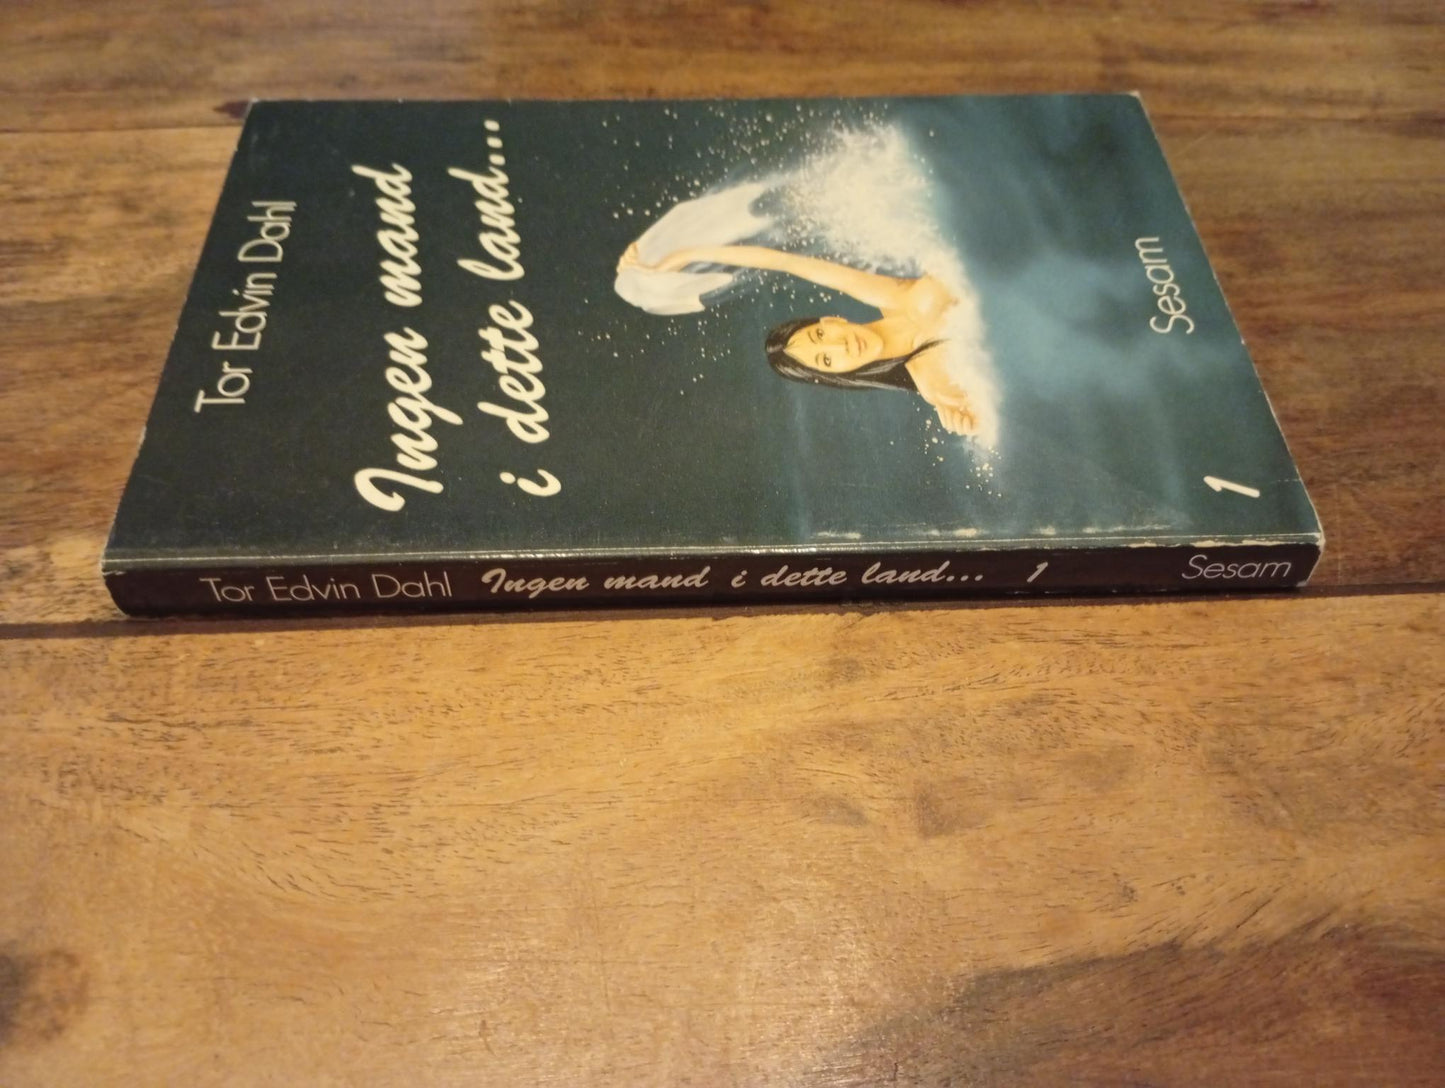 Tor Edvin Dahl
Ingen mand
i dette land...
Sesam
1
Tor Edvin Dahl Ingen mand i dette land... 1 Sesam